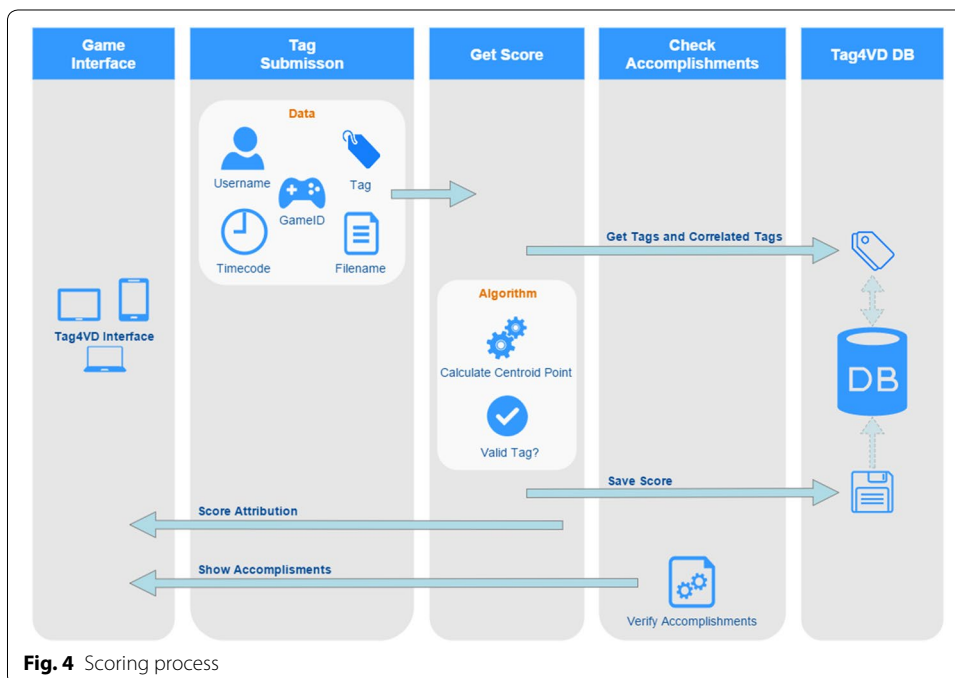 Game
Interface
Tag
Submisson
Get Score
Check
Accomplishments
Tag4VD DB
Data
Username
Tag
GameID
Timecode
Filename
Get Tags and Correlated Tags
Algorithm
Tag4VD Interface
Calculate Centroid Point
DB
Valid Tag?
Save Score
Score Attribution
Show Accomplisments
Verify Accomplishments
Fig. 4 Scoring process